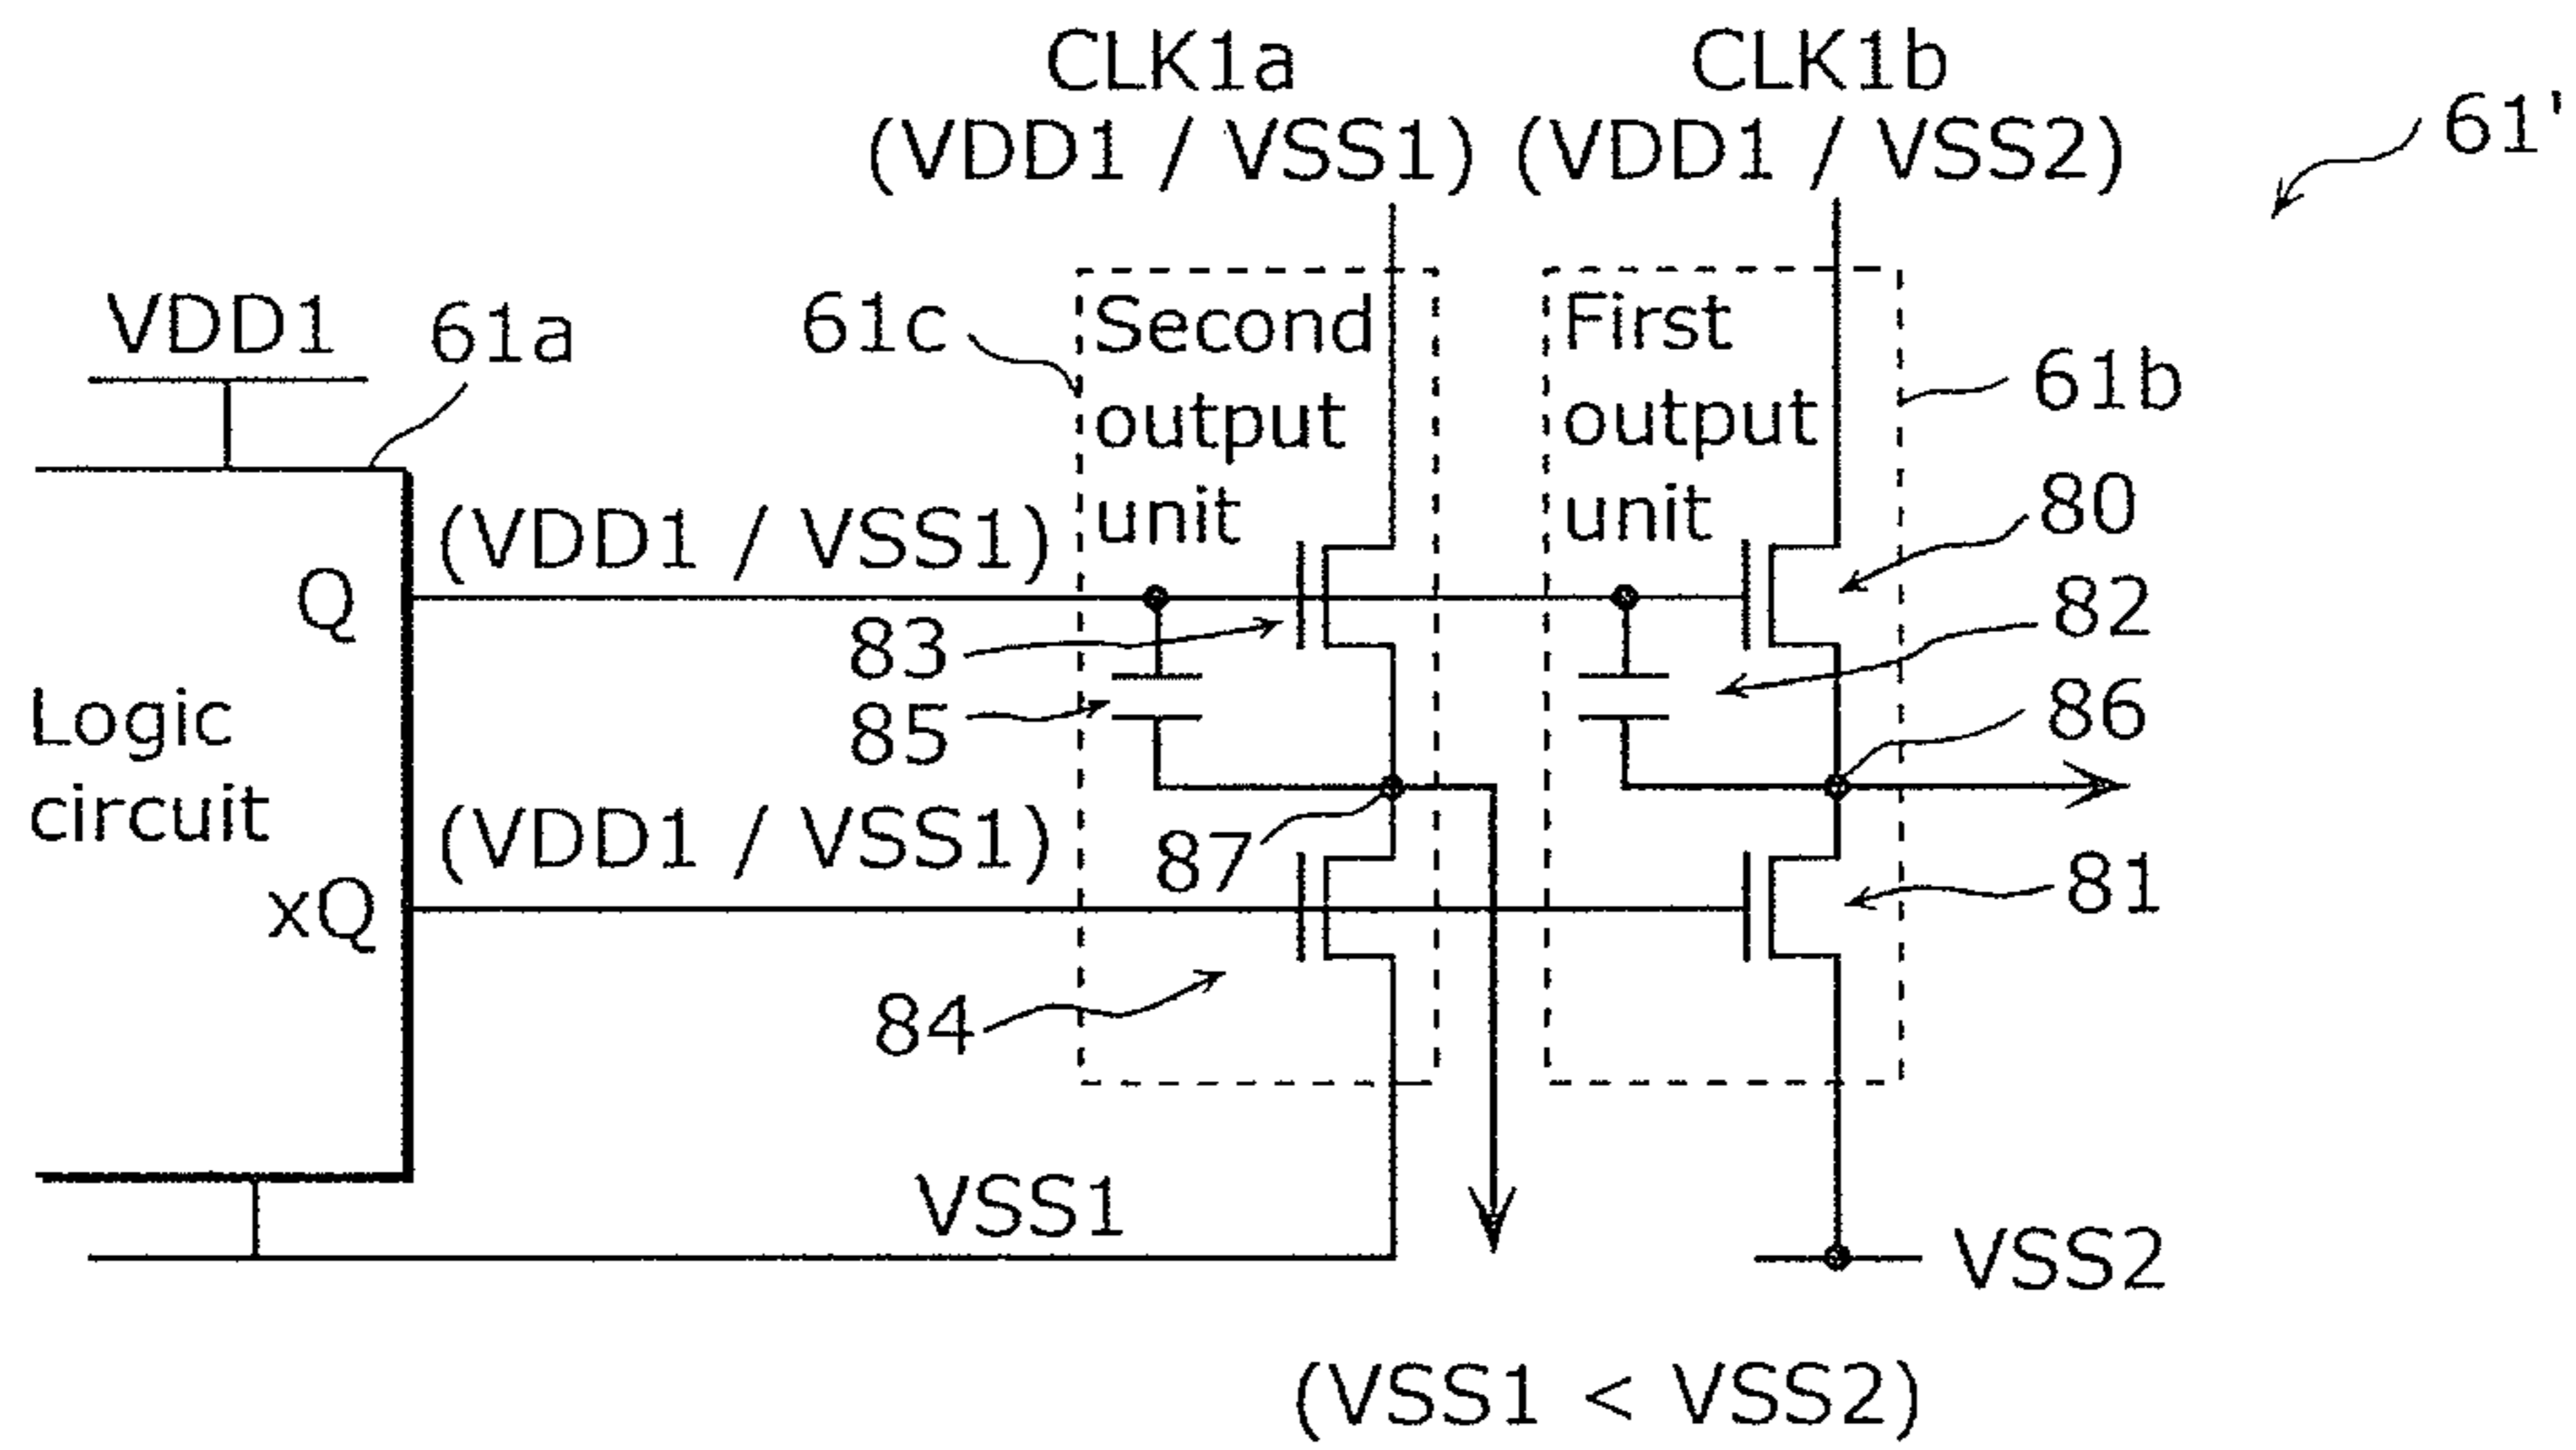 CLK1a
CLK1b
(VDD1 / VSS1)
(VDD1 / VSS2)
61'
VDD1
61a
61c
Second
output
unit
First
output
unit
61b
80
(VDD1 / VSS1)
Q
82
83
85
86
Logic
circuit
(VDD1 / VSS1)
87
xQ
81
84
VSS1
VSS2
(VSS1 < VSS2)